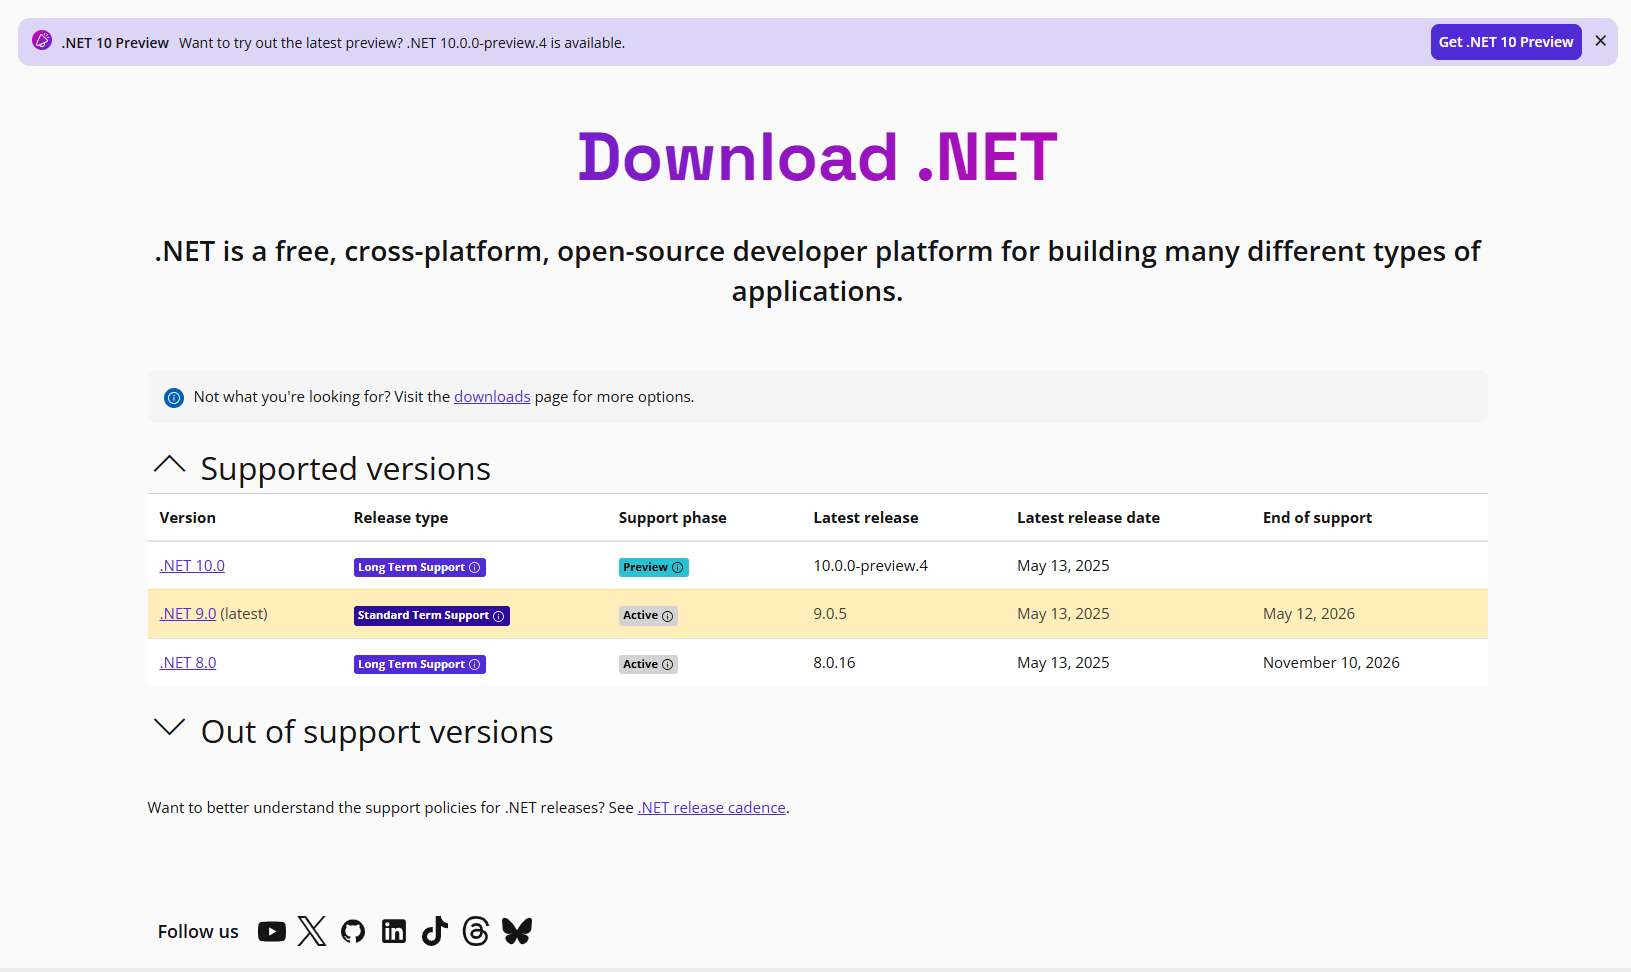 .NET 10 Preview Want to try out the latest preview? .NET 10.0.0-preview.4 is available. Get .NET 10 Preview
Download .NET
.NET is a free, cross-platform, open-source developer platform for building many different types of
applications.
Not what you're looking for? Visit the downloads page for more options.
Supported versions
Version Release type Support phase Latest release Latest release date End of support
.NET 10.0 Long Term Support Preview 10.0.0-preview.4 May 13, 2025
.NET 9.0 (latest) Standard Term Support Active 9.0.5 May 13, 2025 May 12, 2026
.NET 8.0 Long Term Support Active 8.0.16 May 13, 2025 November 10, 2026
Out of support versions
Want to better understand the support policies for .NET releases? See .NET release cadence.
Follow us